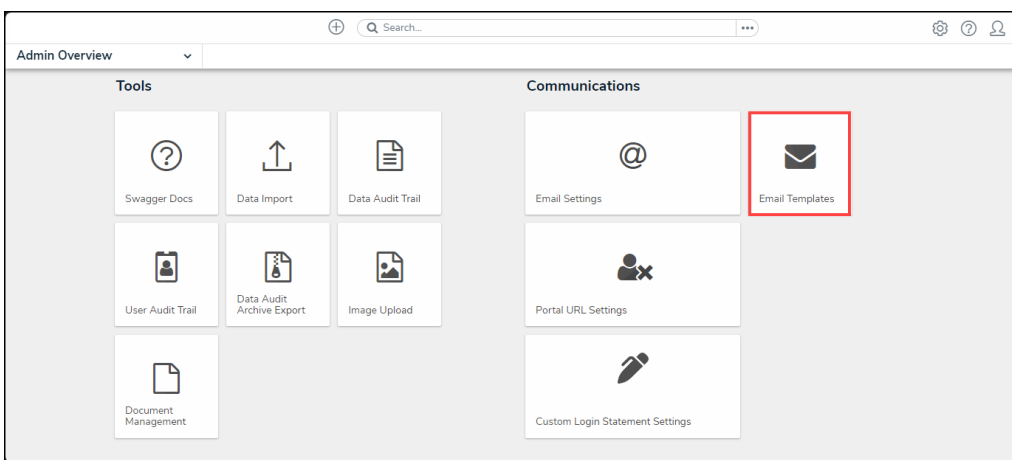 Search...
Admin Overview
Tools
Communications
Swagger Docs
Data Import
Data Audit Trail
Email Settings
Email Templates
User Audit Trail
Data Audit
Archive Export
Image Upload
Portal URL Settings
Document
Management
Custom Login Statement Settings